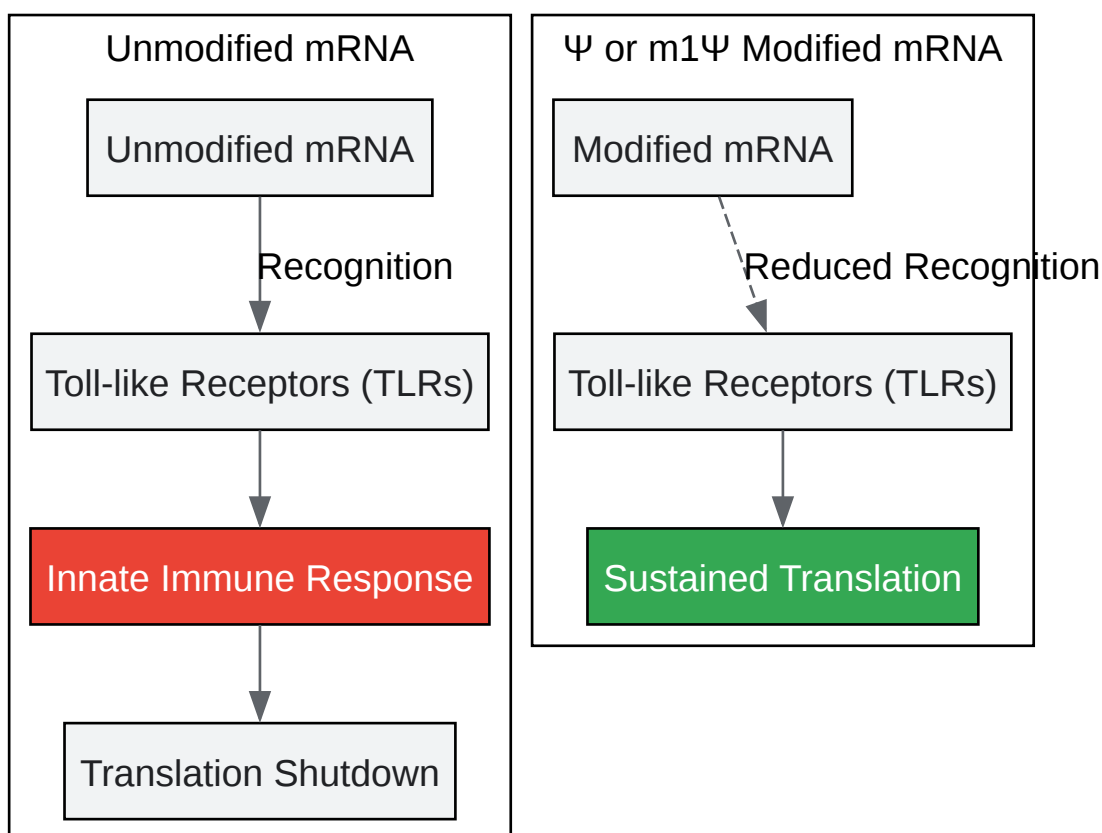 Unmodified mRNA
Unmodified mRNA
Recognition
Toll-like Receptors (TLRs)
Innate Immune Response
Translation Shutdown
Ψ or m1Ψ Modified mRNA
Modified mRNA
Reduced Recognition
Toll-like Receptors (TLRs)
Sustained Translation